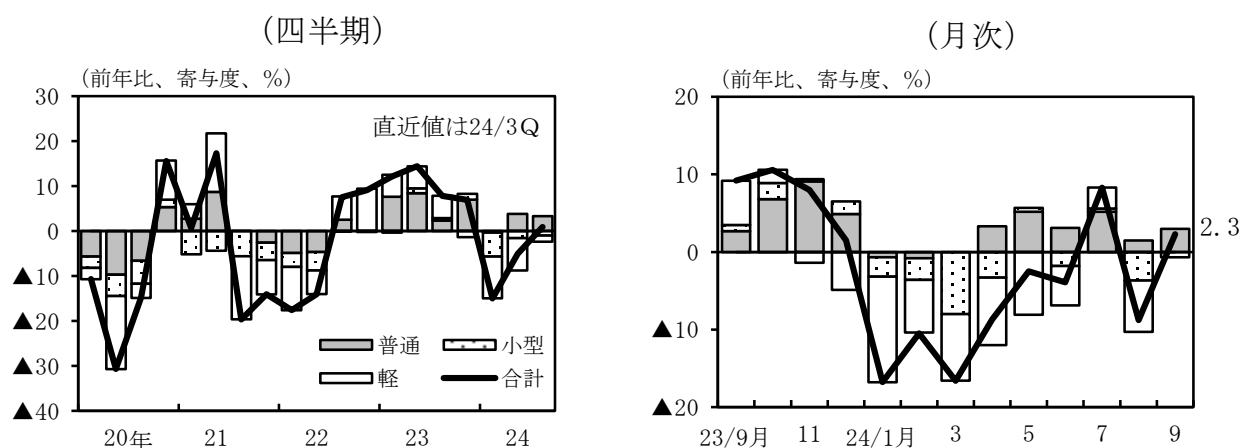 （四半期）
（前年比、寄与度、%）
30
20
10
0
▲ 10
▲ 20
▲ 30
▲ 40
直近値は24/3Q
普通
小型
軽
合計
20年
21
22
23
24
（月次）
（前年比、寄与度、%）
20
10
0
▲ 10
▲ 20
2.3
23/9月
11
24/1月
3
5
7
9